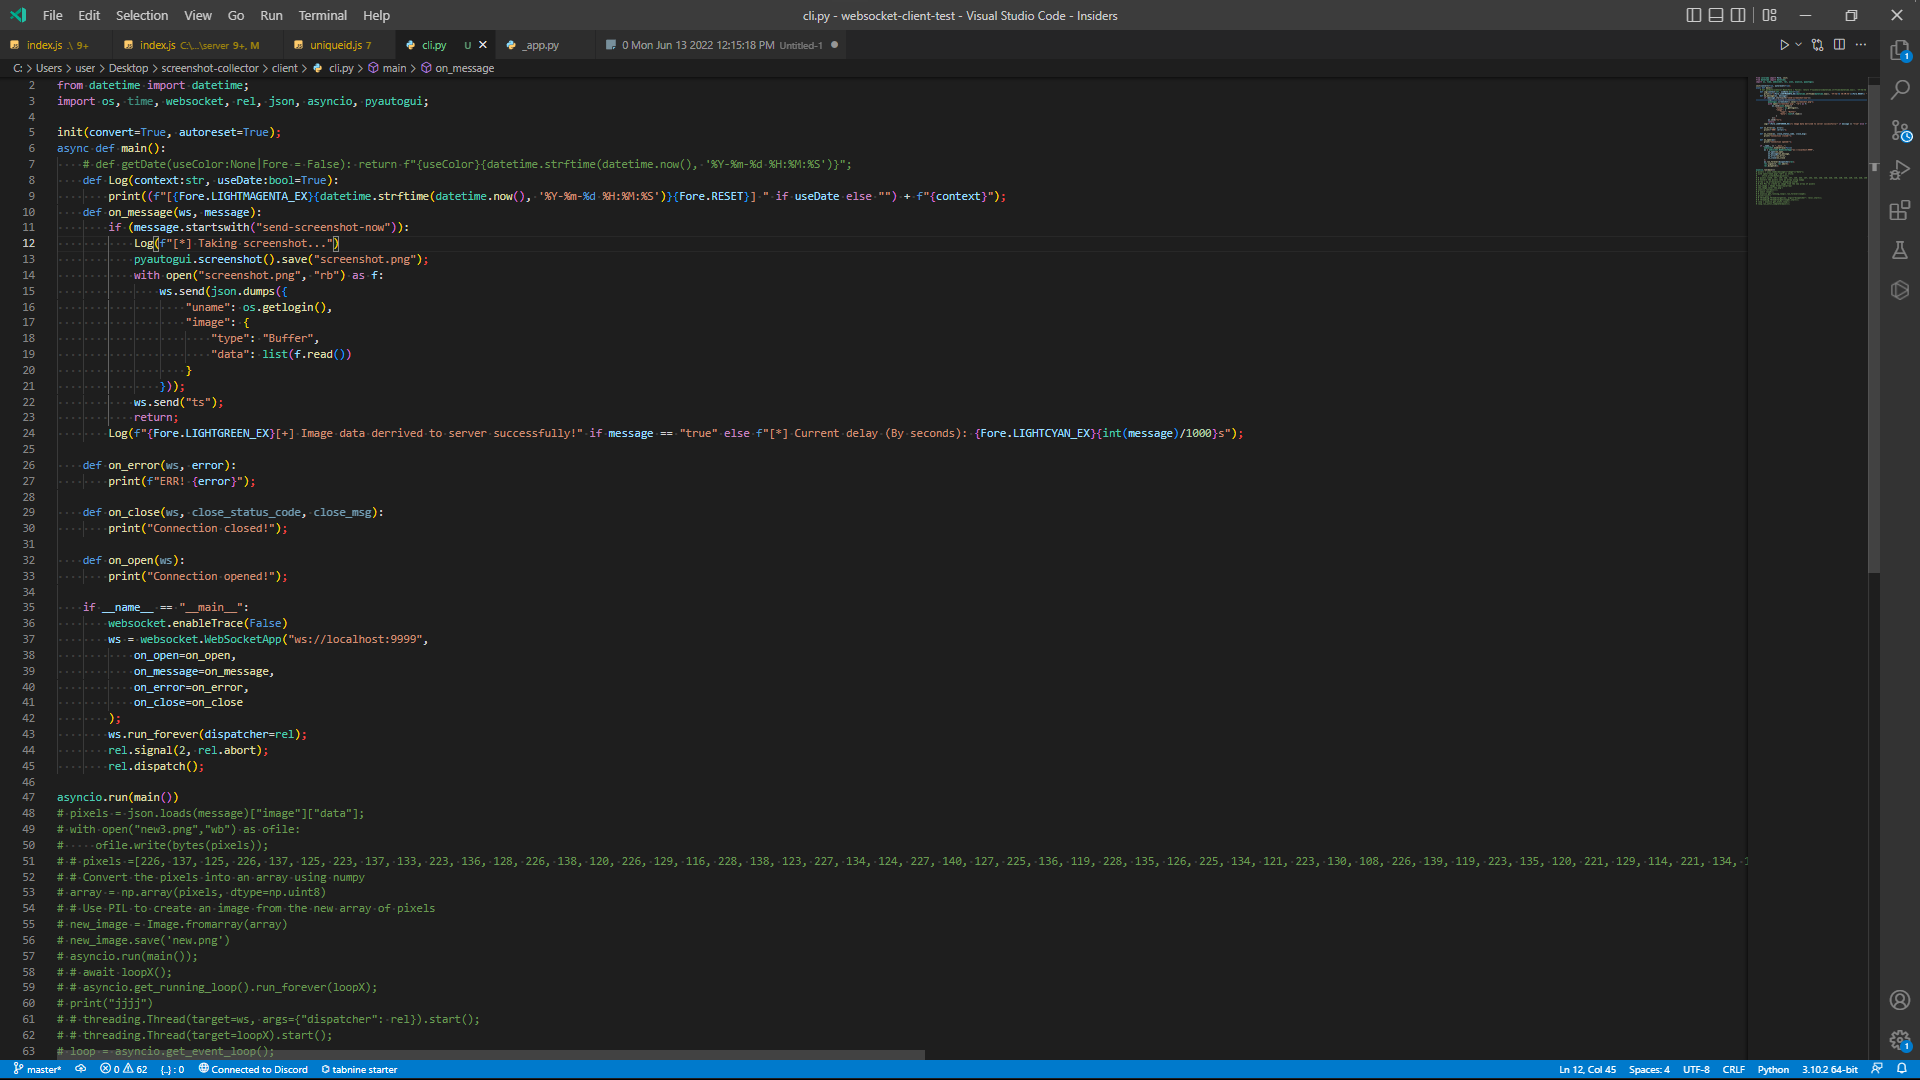 File Edit Selection View Go Run Terminal Help
cli.py - websocket-client-test - Visual Studio Code - Insiders
index.js .\ 9+ index.js C:\...\server 9+, M uniqueid.js 7 cli.py U _app.py 0 Mon Jun 13 2022 12:15:18 PM Untitled-1
C: > Users > user > Desktop > screenshot-collector > client > cli.py > main > on_message
2 from datetime import datetime;
3 import os, time, websocket, rel, json, asyncio, pyautogui;
4
5 init(convert=True, autoreset=True);
6 async def main():
7 # def getDate(useColor:None|Fore = False): return f"{useColor}{datetime.strftime(datetime.now(), '%Y-%m-%d %H:%M:%S')}";
8 def Log(context:str, useDate:bool=True):
9 print((f"[{Fore.LIGHTMAGENTA_EX}{datetime.strftime(datetime.now(), '%Y-%m-%d %H:%M:%S')}{Fore.RESET}] " if useDate else "") + f"{context}");
10 def on_message(ws, message):
11 if (message.startswith("send-screenshot-now")):
12 Log(f"[*] Taking screenshot...")
13 pyautogui.screenshot().save("screenshot.png");
14 with open("screenshot.png", "rb") as f:
15 ws.send(json.dumps({
16 "uname": os.getlogin(),
17 "image": {
18 "type": "Buffer",
19 "data": list(f.read())
20 }
21 }));
22 ws.send("ts");
23 return;
24 Log(f"{Fore.LIGHTGREEN_EX}[+] Image data derrived to server successfully!" if message == "true" else f"[*] Current delay (By seconds): {Fore.LIGHTCYAN_EX}{int(message)/1000}s");
25
26 def on_error(ws, error):
27 print(f"ERR! {error}");
28
29 def on_close(ws, close_status_code, close_msg):
30 print("Connection closed!");
31
32 def on_open(ws):
33 print("Connection opened!");
34
35 if __name__ == "__main__":
36 websocket.enableTrace(False)
37 ws = websocket.WebSocketApp("ws://localhost:9999",
38 on_open=on_open,
39 on_message=on_message,
40 on_error=on_error,
41 on_close=on_close
42 );
43 ws.run_forever(dispatcher=rel);
44 rel.signal(2, rel.abort);
45 rel.dispatch();
46
47 asyncio.run(main())
48 # pixels = json.loads(message)["image"]["data"];
49 # with open("new3.png","wb") as ofile:
50 # ofile.write(bytes(pixels));
51 # # pixels =[226, 137, 125, 226, 137, 125, 223, 137, 133, 223, 136, 128, 226, 138, 120, 226, 129, 116, 228, 138, 123, 227, 134, 124, 227, 140, 127, 225, 136, 119, 228, 135, 126, 225, 134, 121, 223, 130, 108, 226, 139, 119, 223, 135, 120, 221, 129, 114, 221, 134,
52 # # Convert the pixels into an array using numpy
53 # array = np.array(pixels, dtype=np.uint8)
54 # # Use PIL to create an image from the new array of pixels
55 # new_image = Image.fromarray(array)
56 # new_image.save('new.png')
57 # asyncio.run(main());
58 # # await loopX();
59 # # asyncio.get_running_loop().run_forever(loopX);
60 # print("jjjj")
61 # # threading.Thread(target=ws, args={"dispatcher": rel}).start();
62 # # threading.Thread(target=loopX).start();
63 # loop = asyncio.get_event_loop();
master* 0 62 {..} : 0 Connected to Discord tabnine starter Ln 12, Col 45 Spaces: 4 UTF-8 CRLF Python 3.10.2 64-bit